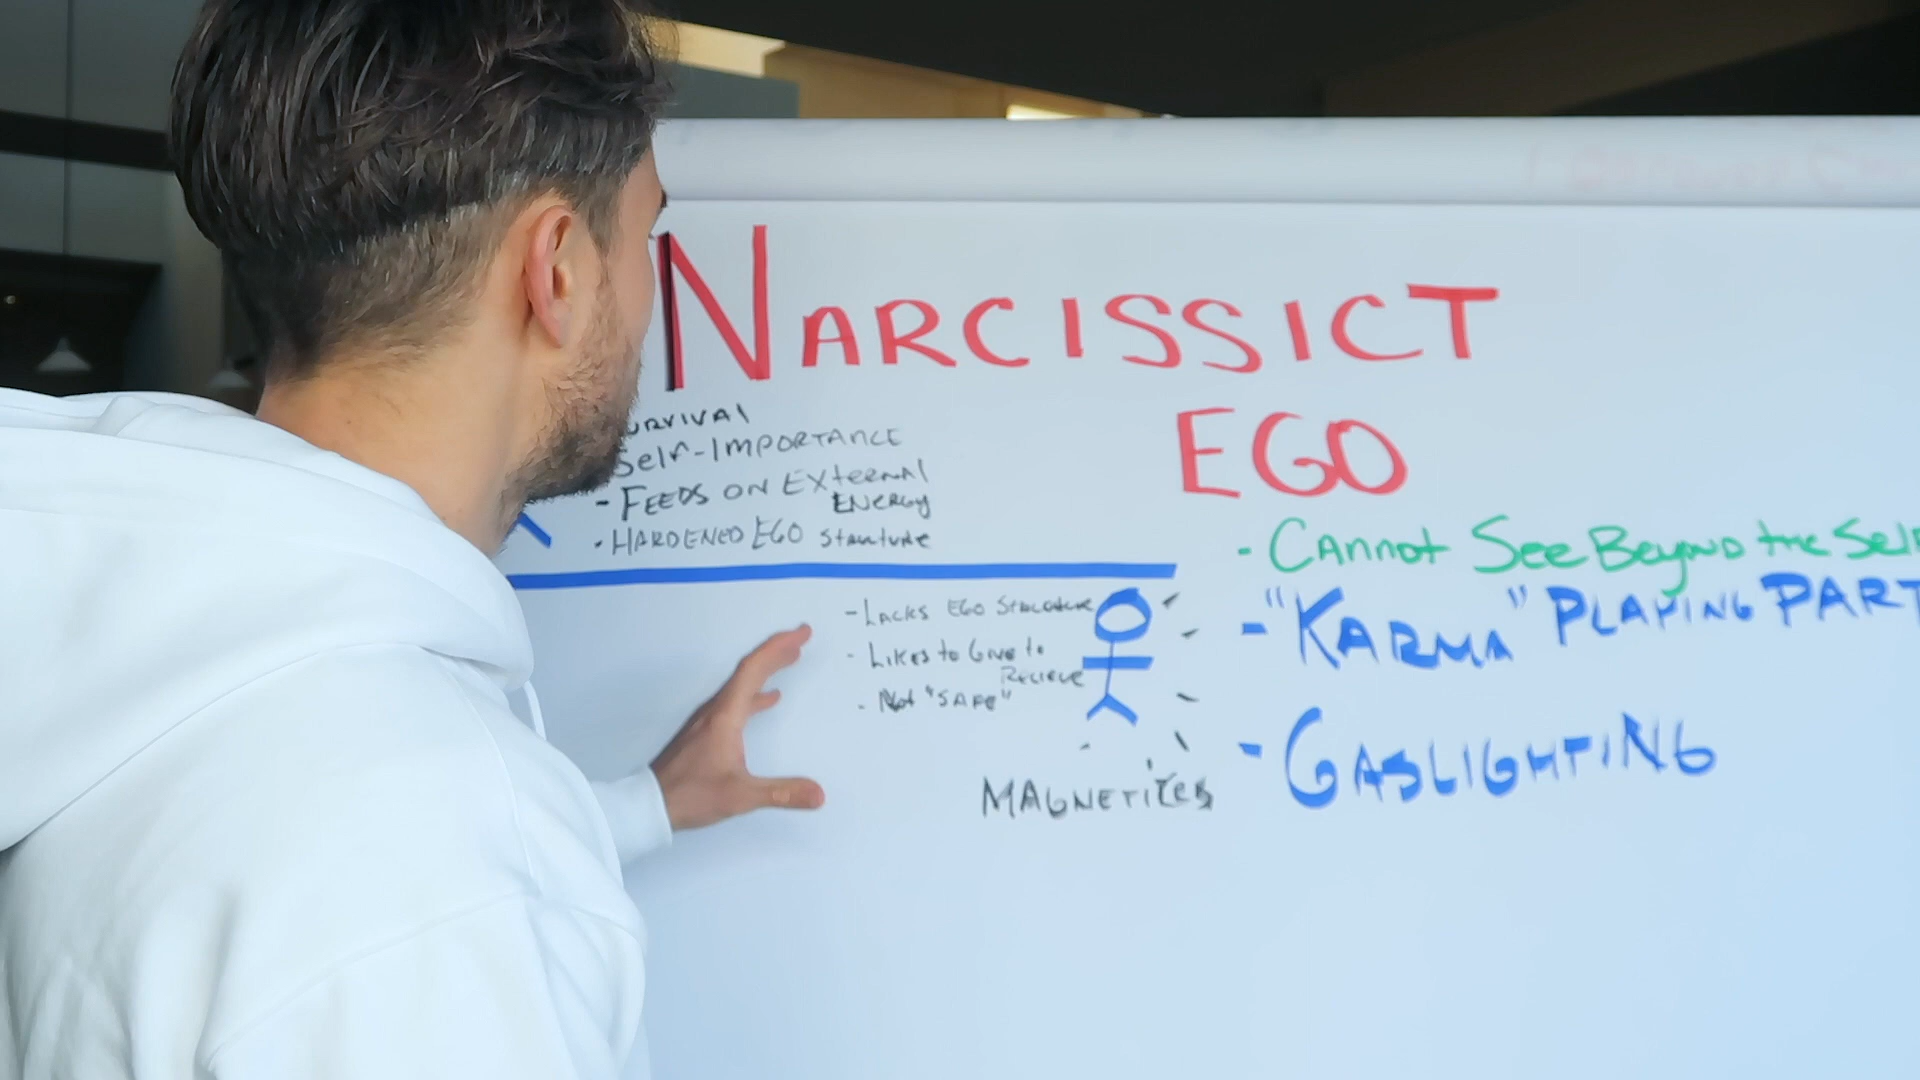 NARCISSICT
EGO
URVIVAL
Self-IMPORTANCE
- FEEDS ON EXternal
ENERGY
- HARDENED EGO Structure
- Cannot See Beyond the Self
- "KARMA" PLAYING PART
- GASLIGHTING
- LACKS EGO Structure
- Likes to Give to
Recieve
- Not "SAFE"
MAGNETIZES